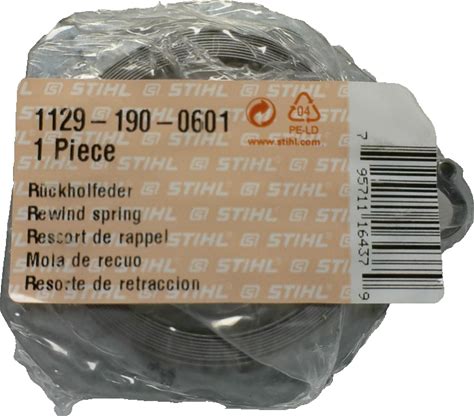 1129-190-0601
1 Piece
04
PE-LD
www.stihl.com
Rückholfeder
Rewind spring
Ressort de rappel
Mola de recuo
Resorte de retraccion
STIHL
7 95711 16437 9